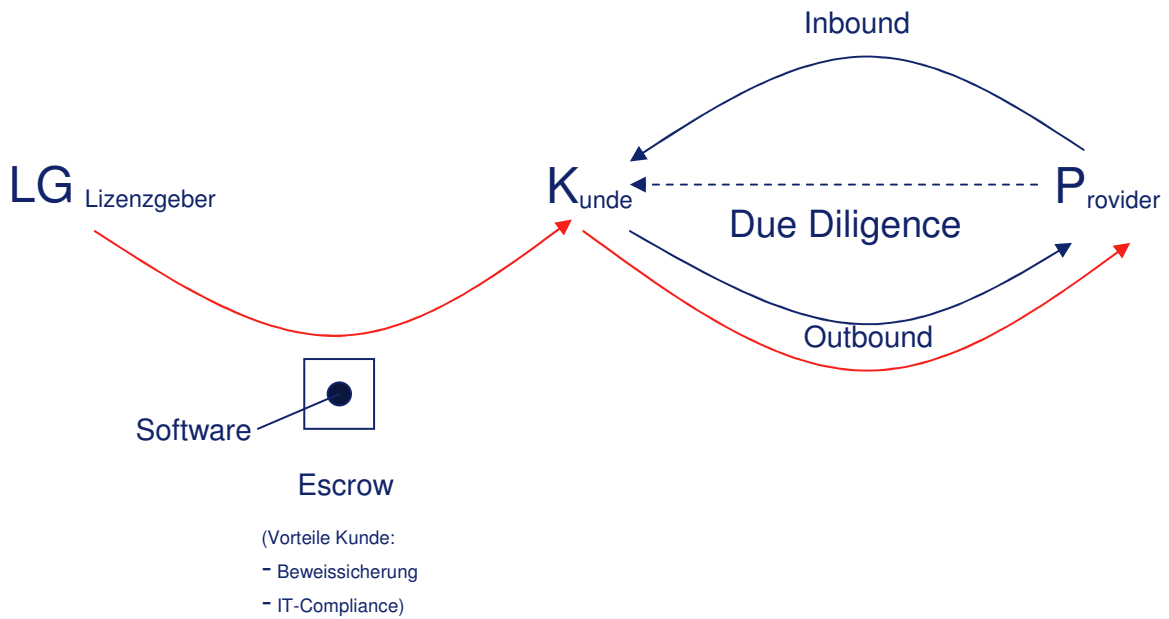 Inbound
LG Lizenzgeber
Kunde
Provider
Due Diligence
Outbound
Software
Escrow
(Vorteile Kunde:
- Beweissicherung
- IT-Compliance)